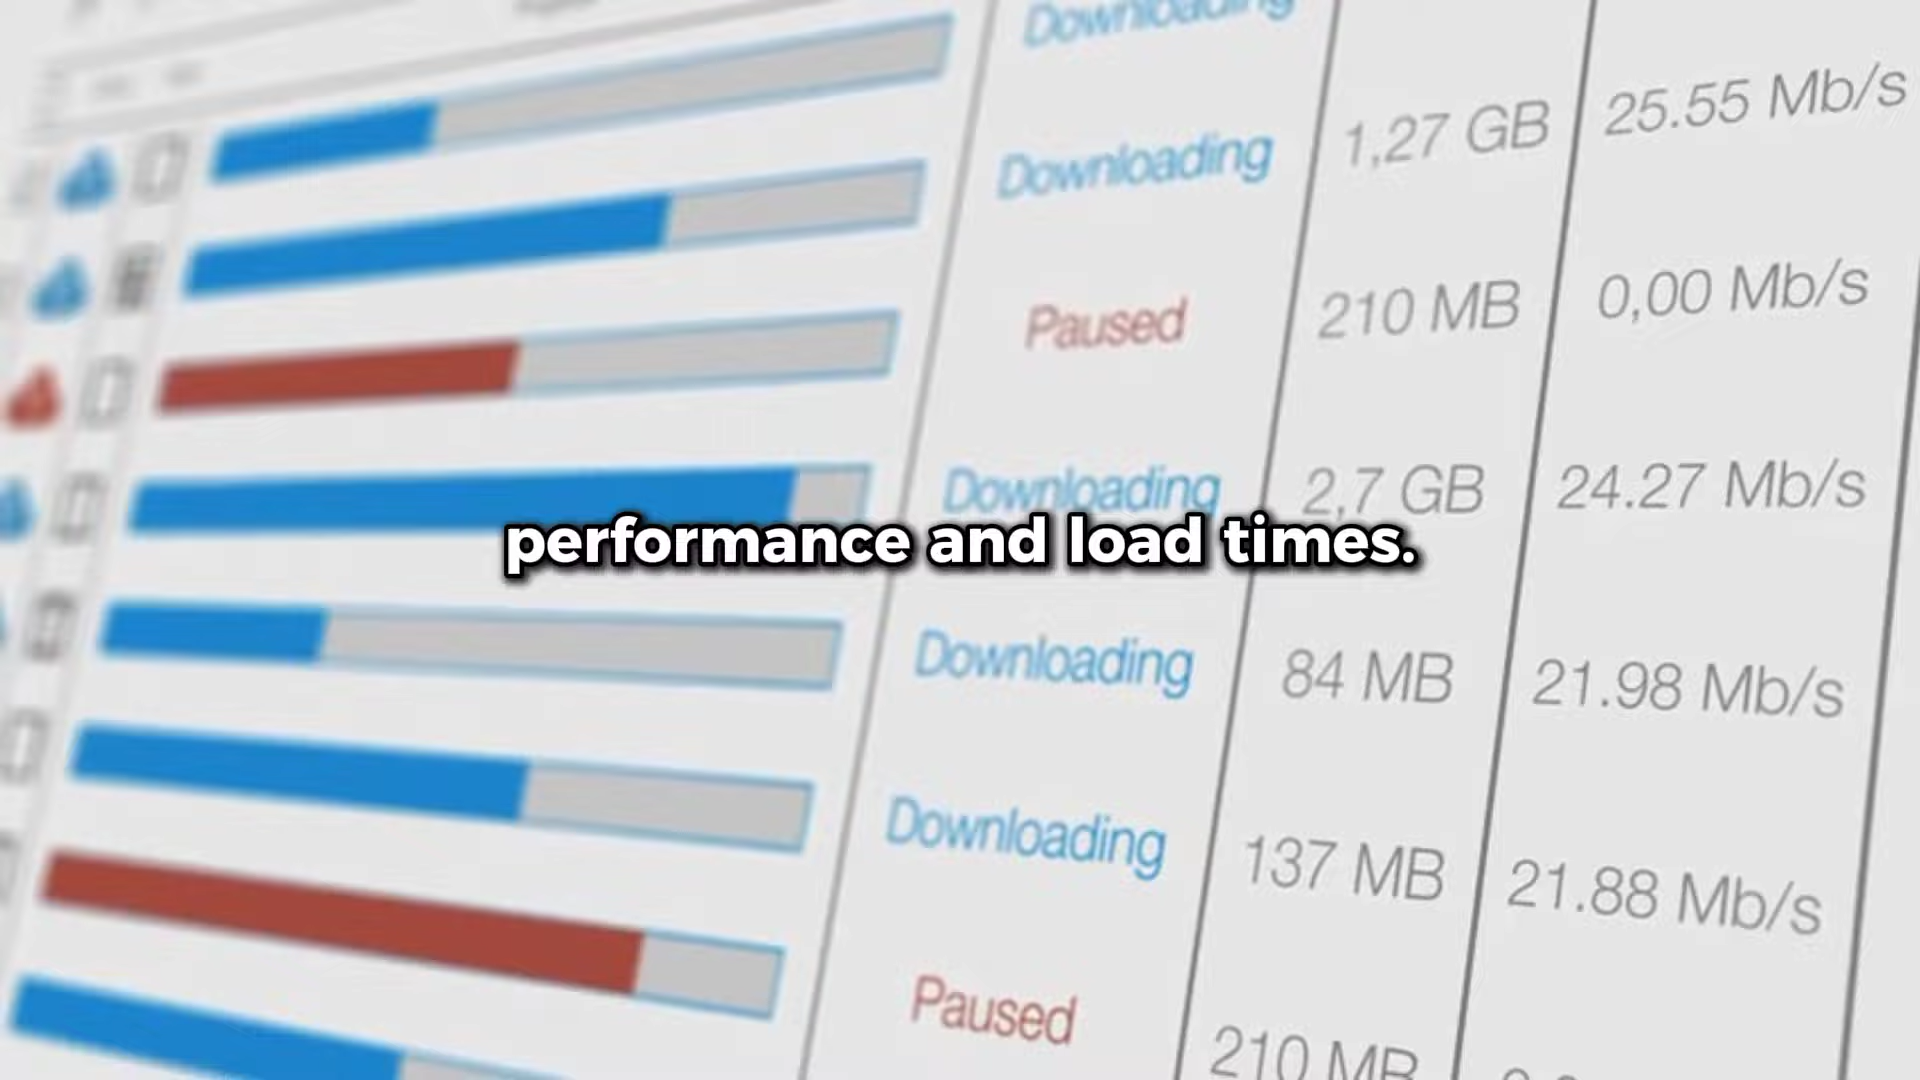 Downloading
Downloading 1,27 GB 25.55 Mb/s
Paused 210 MB 0,00 Mb/s
Downloading 2,7 GB 24.27 Mb/s
performance and load times.
Downloading 84 MB 21.98 Mb/s
Downloading 137 MB 21.88 Mb/s
Paused 210 MB